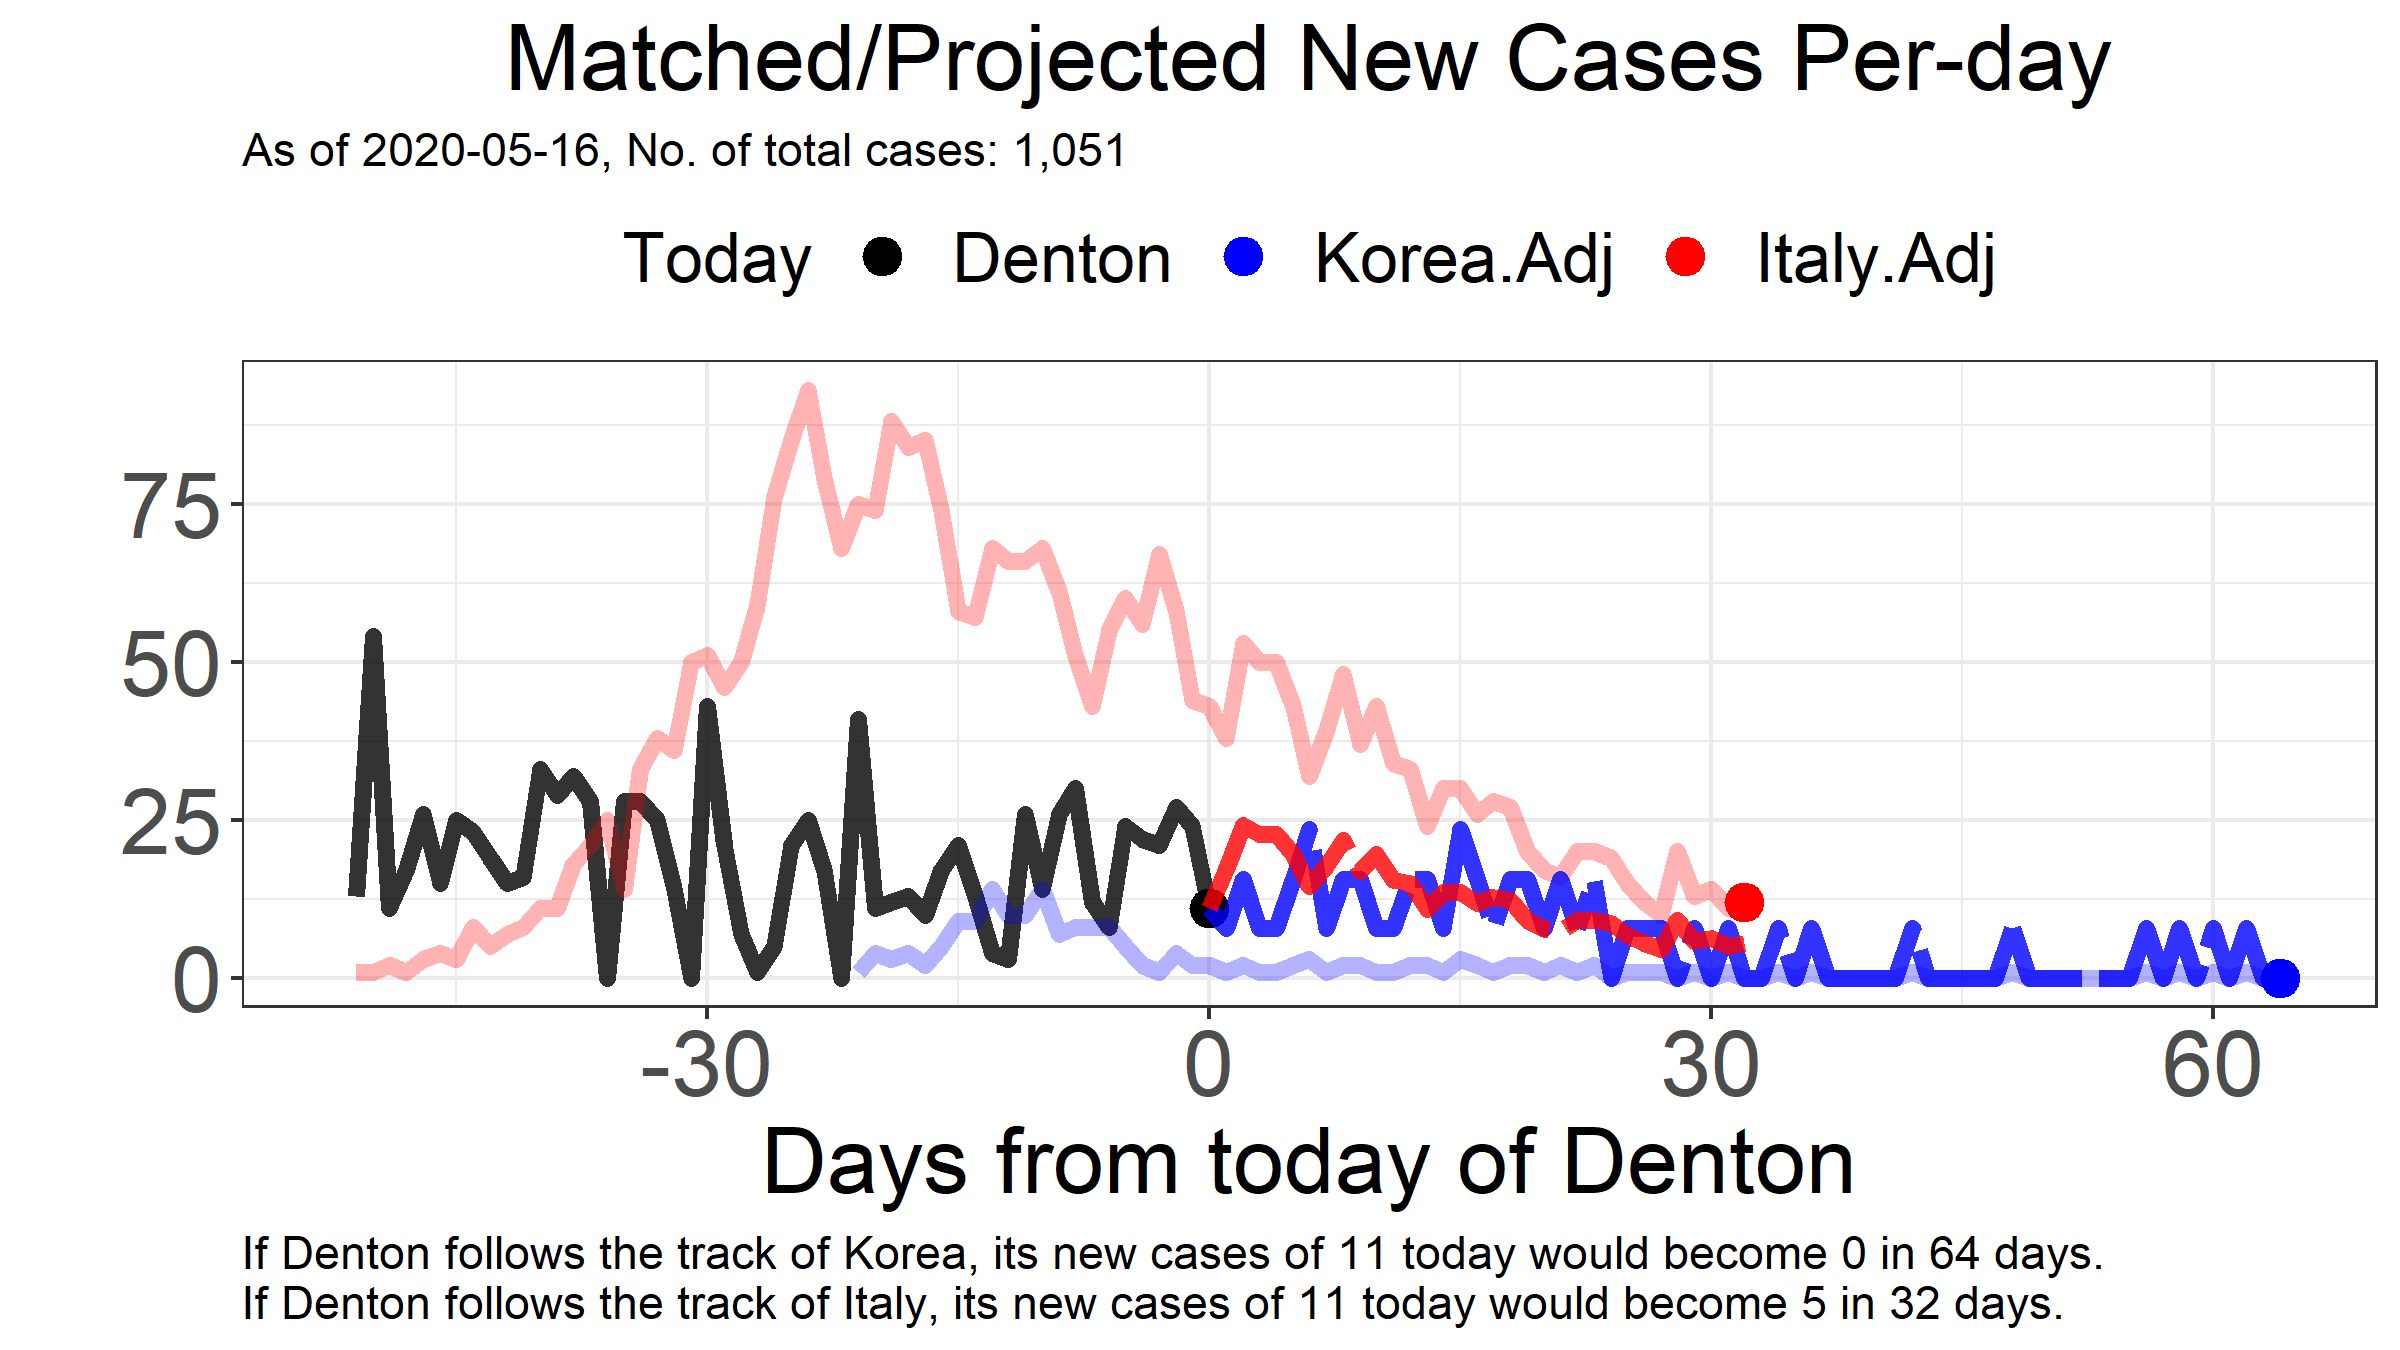 Matched/Projected New Cases Per-day
As of 2020-05-16, No. of total cases: 1,051
Today Denton Korea.Adj Italy.Adj
75
50
25
0
-30 0 30 60
Days from today of Denton
If Denton follows the track of Korea, its new cases of 11 today would become 0 in 64 days.
If Denton follows the track of Italy, its new cases of 11 today would become 5 in 32 days.